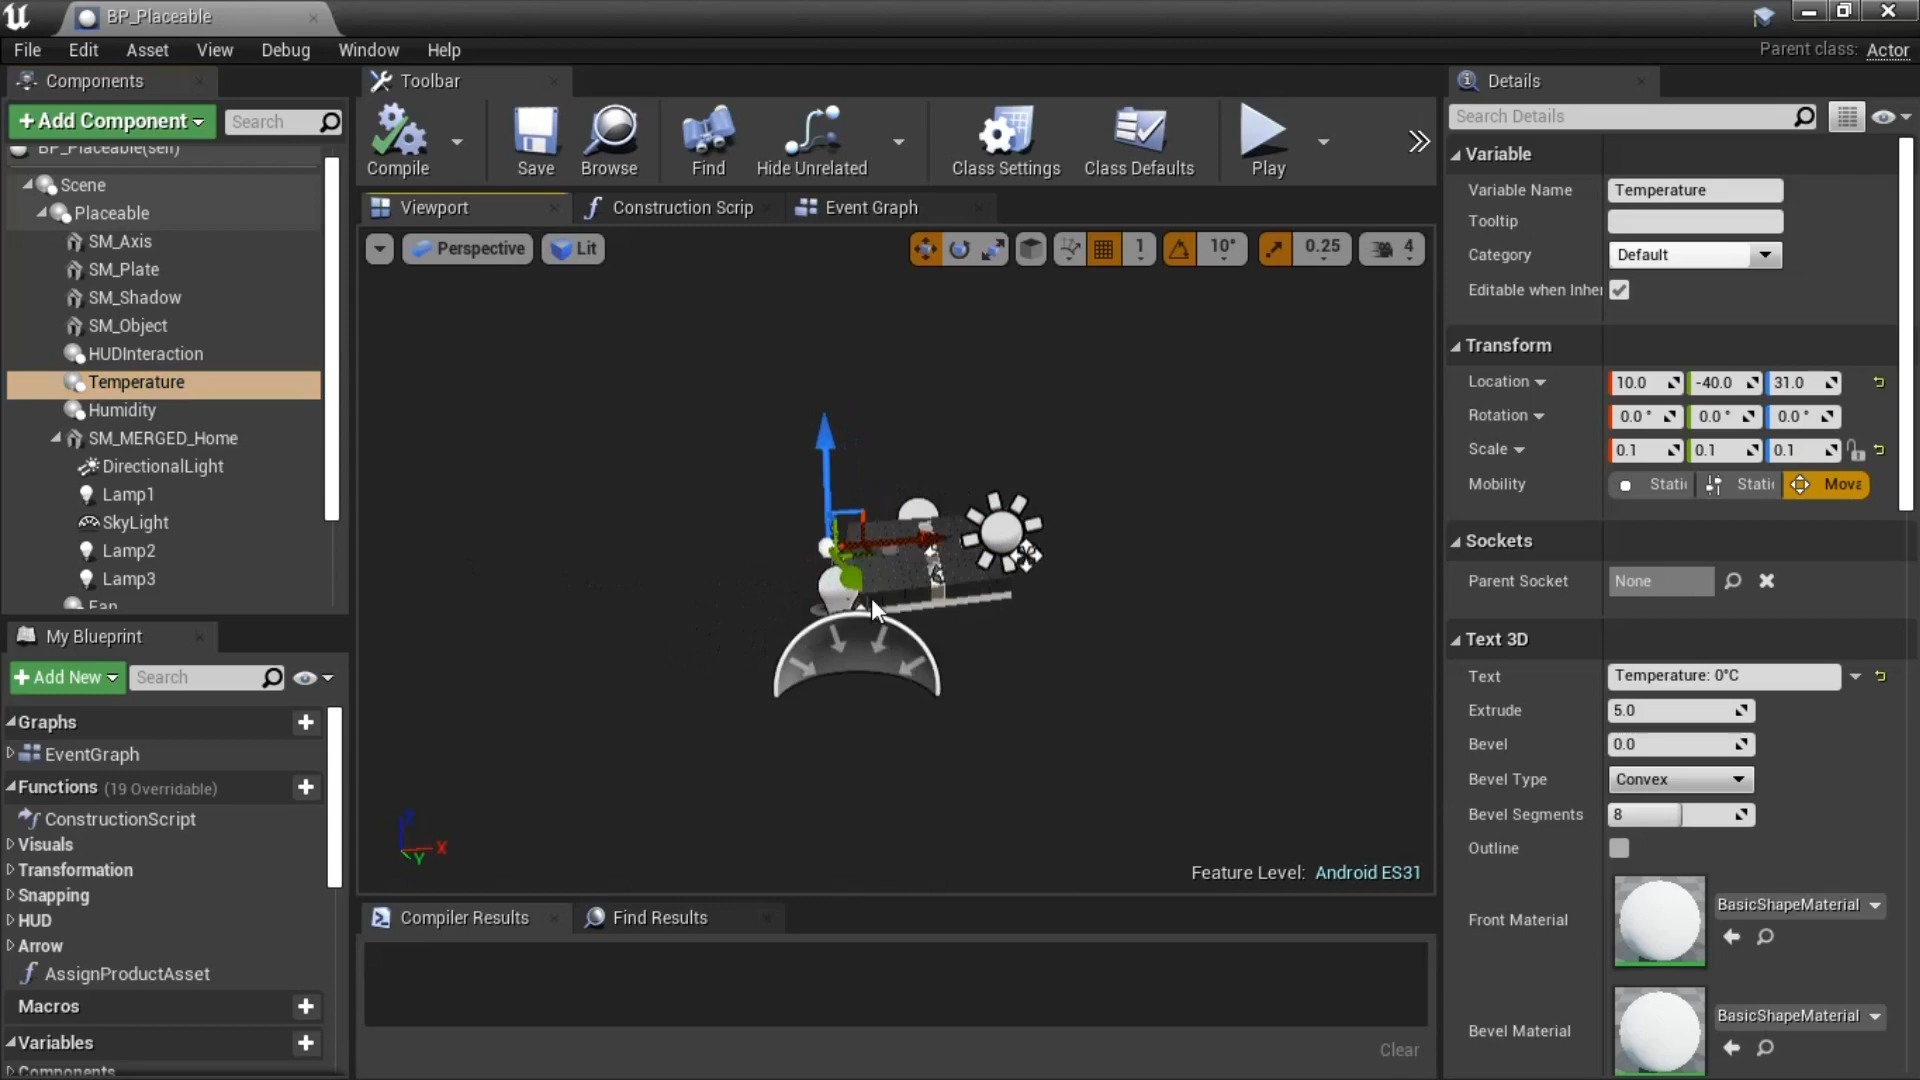 BP_Placeable
File Edit Asset View Debug Window Help
Parent class: Actor
Components
Toolbar
Details
+Add Component
Search
Compile
Save
Browse
Find
Hide Unrelated
Class Settings
Class Defaults
Play
Search Details
BP_Placeable(self)
Scene
Placeable
SM_Axis
SM_Plate
SM_Shadow
SM_Object
HUDInteraction
Temperature
Humidity
SM_MERGED_Home
DirectionalLight
Lamp1
SkyLight
Lamp2
Lamp3
Fan
Viewport
Construction Scrip
Event Graph
Perspective
Lit
1
10°
0.25
4
X
Y
Z
Feature Level: Android ES31
Variable
Variable Name Temperature
Tooltip
Category Default
Editable when Inher
Transform
Location 10.0 -40.0 31.0
Rotation 0.0° 0.0° 0.0°
Scale 0.1 0.1 0.1
Mobility Stati Stati Mova
Sockets
Parent Socket None
Text 3D
Text Temperature: 0°C
Extrude 5.0
Bevel 0.0
Bevel Type Convex
Bevel Segments 8
Outline
Front Material BasicShapeMaterial
Bevel Material BasicShapeMaterial
My Blueprint
+Add New
Search
Graphs
EventGraph
Functions (19 Overridable)
ConstructionScript
Visuals
Transformation
Snapping
HUD
Arrow
AssignProductAsset
Macros
Variables
Components
Compiler Results
Find Results
Clear